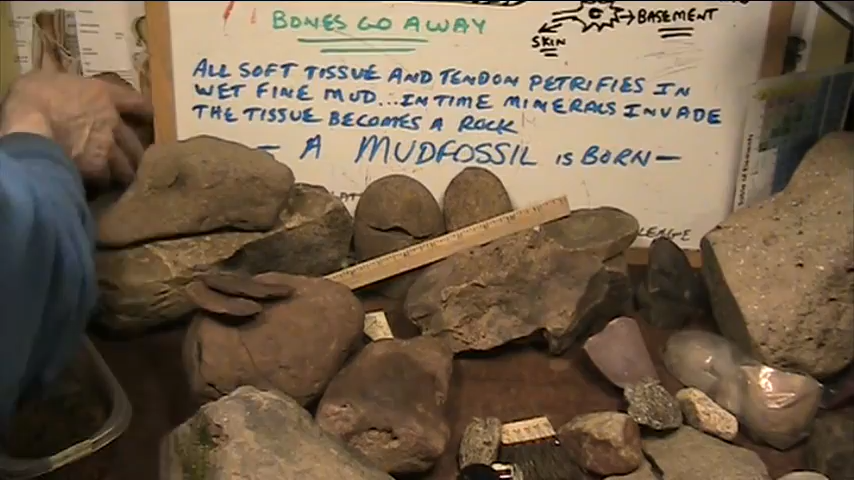 BONES GO AWAY
C → BASEMENT
SKIN
ALL SOFT TISSUE AND TENDON PETRIFIES IN
WET FINE MUD...IN TIME MINERALS INVADE
THE TISSUE BECOMES A ROCK
— A MUDFOSSIL IS BORN —